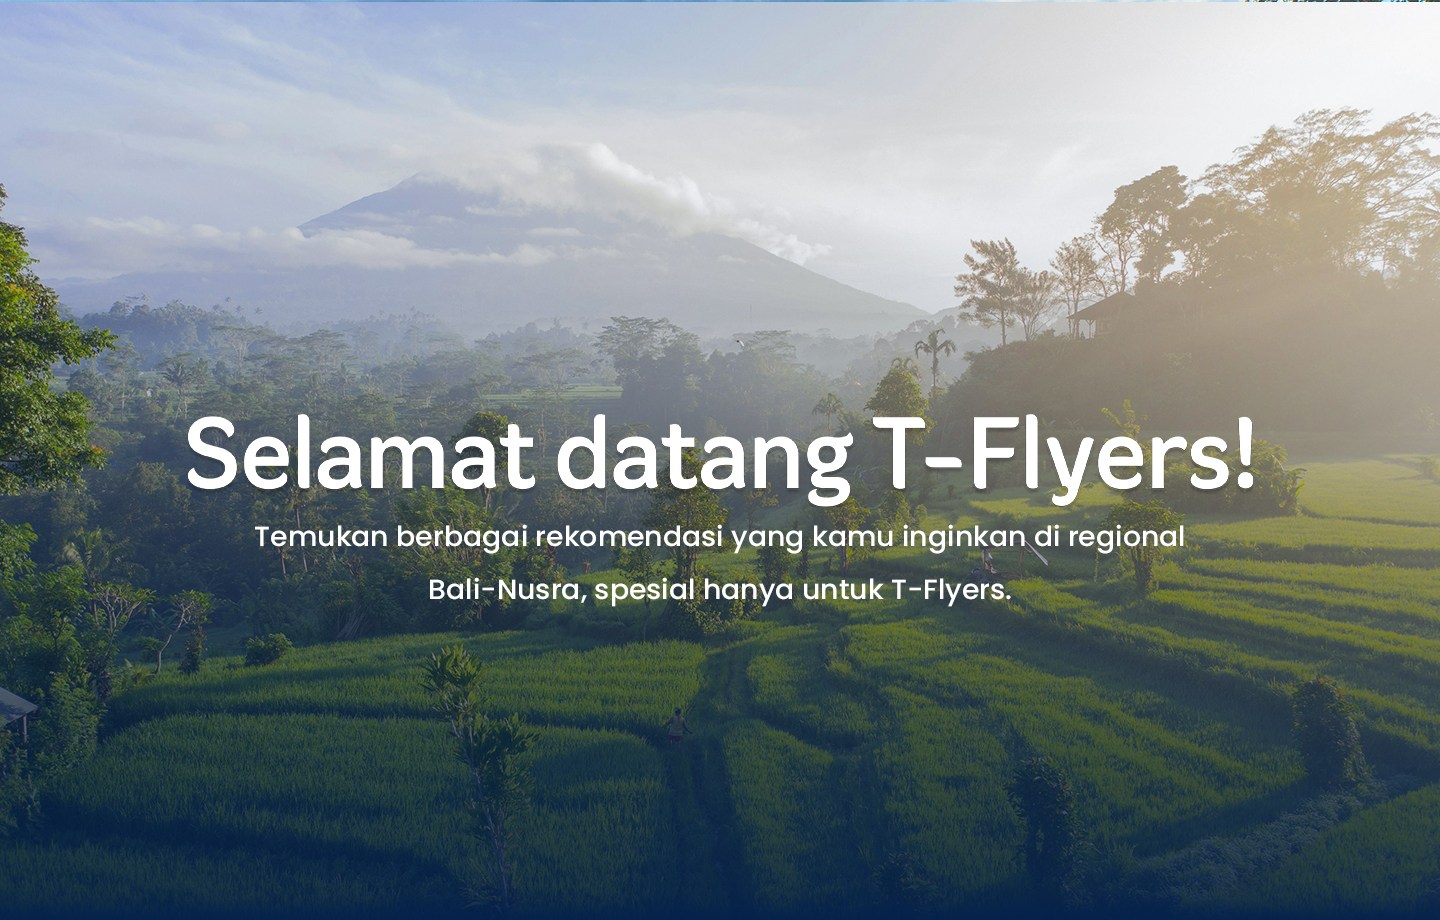 Selamat datang T-Flyers!
Temukan berbagai rekomendasi yang kamu inginkan di regional
Bali-Nusra, spesial hanya untuk T-Flyers.